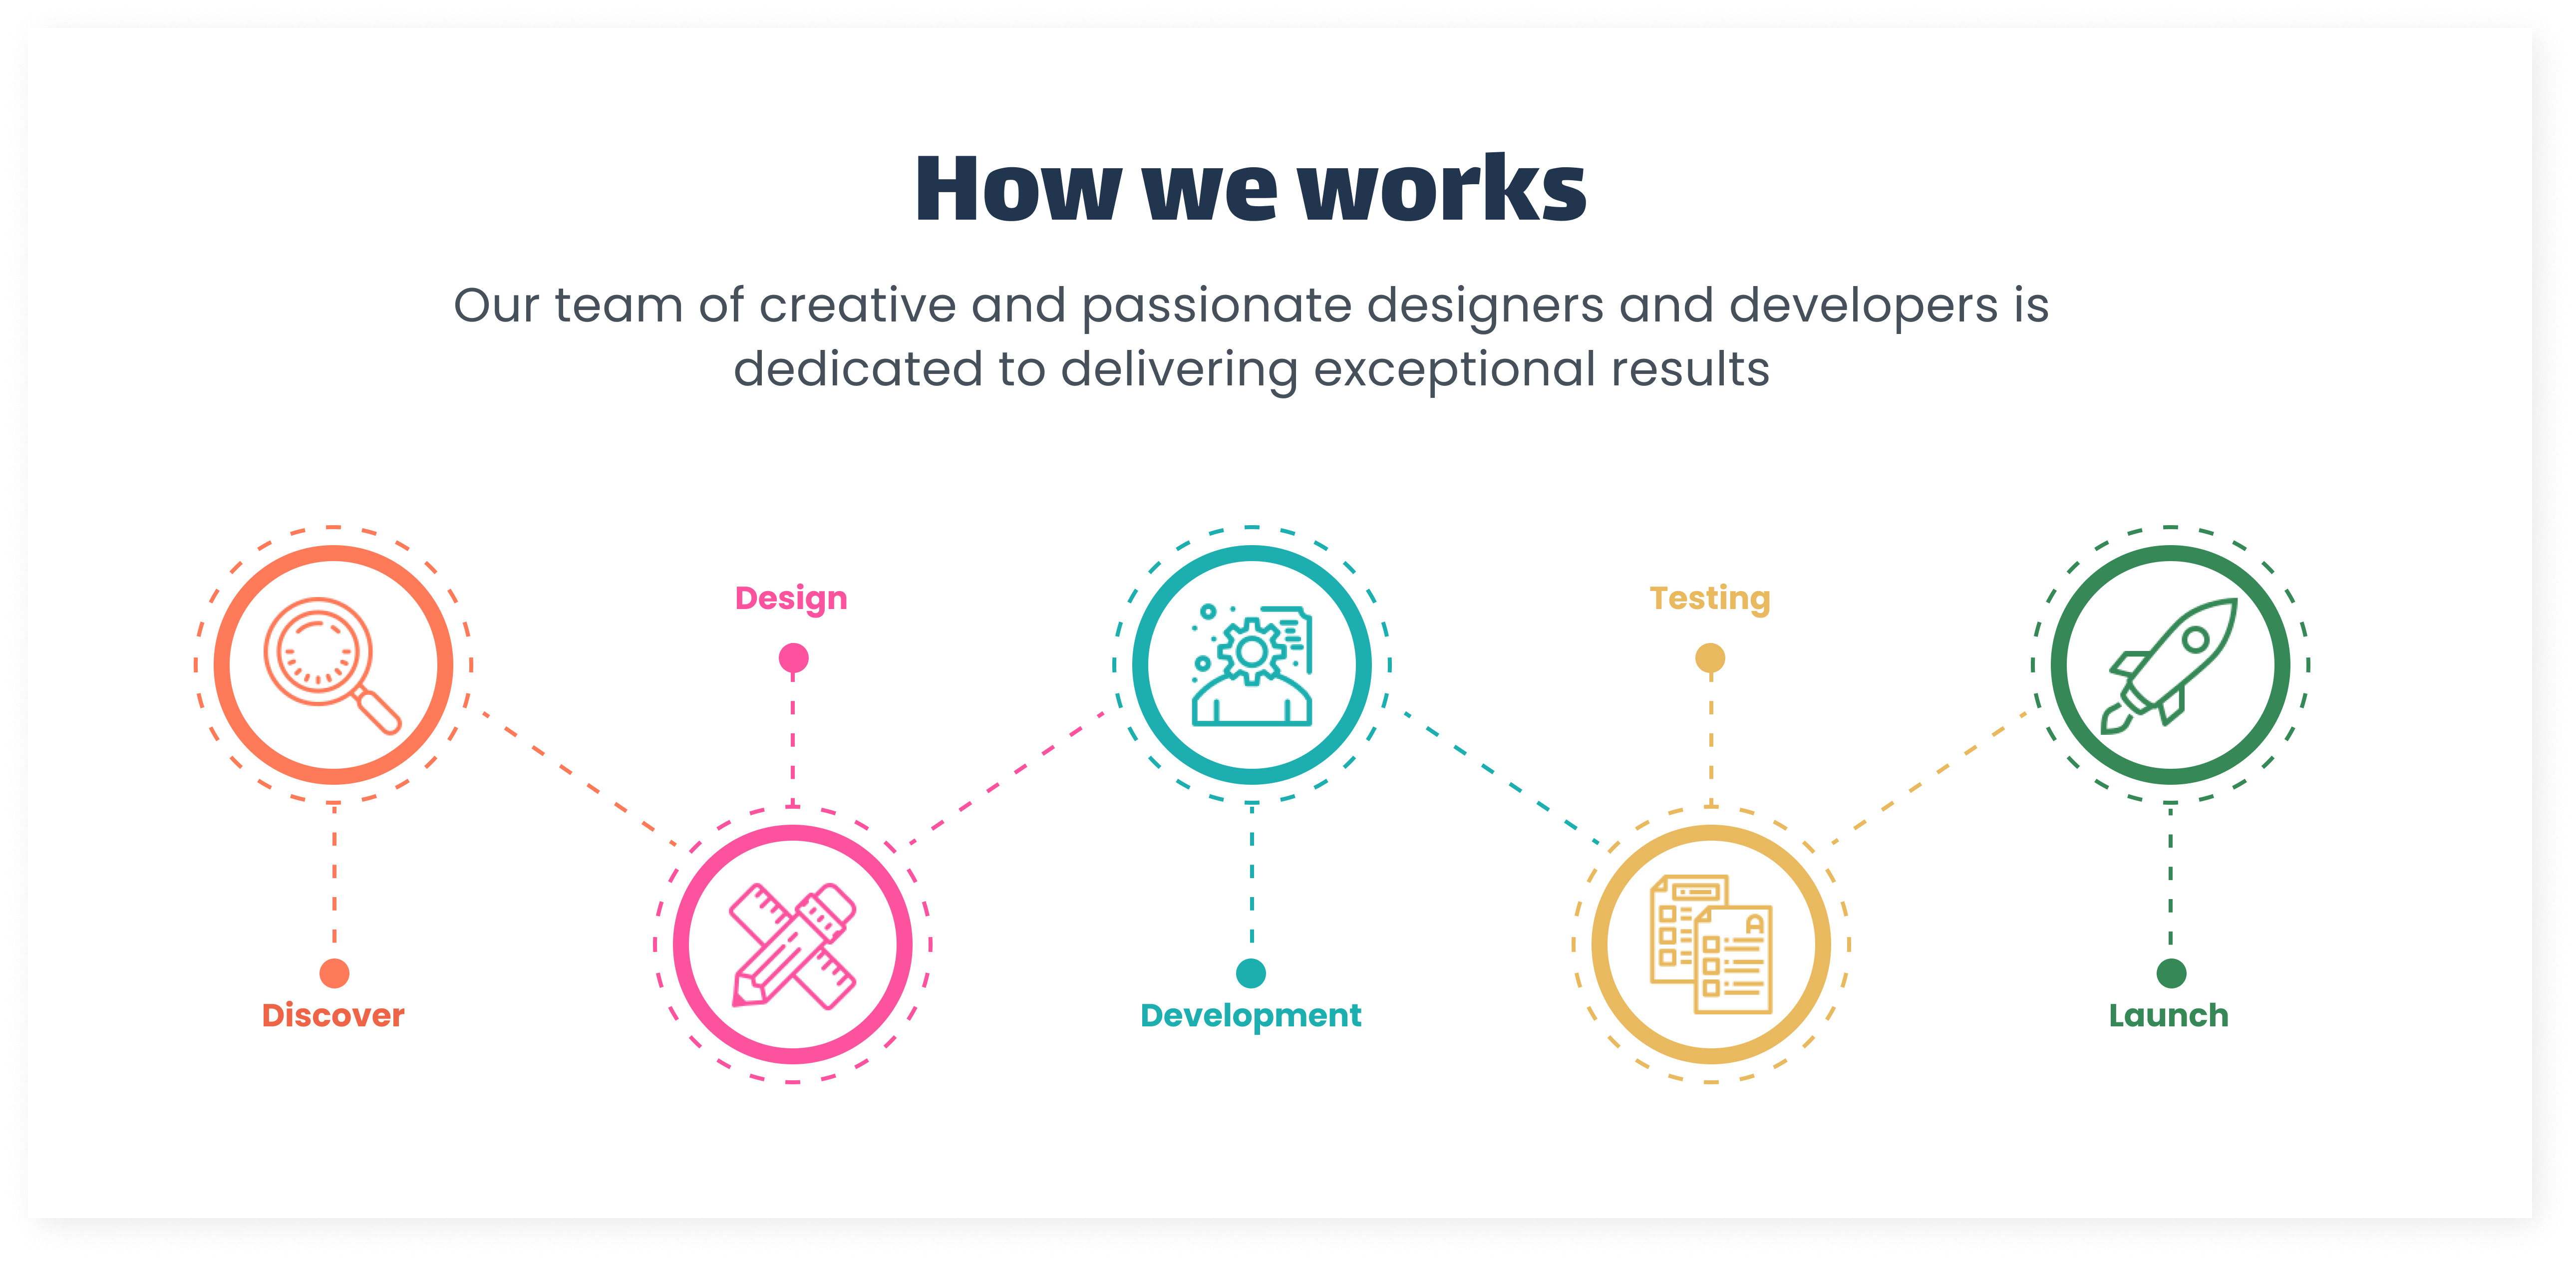 How we works
Our team of creative and passionate designers and developers is
dedicated to delivering exceptional results
Discover
Design
Development
Testing
A
Launch